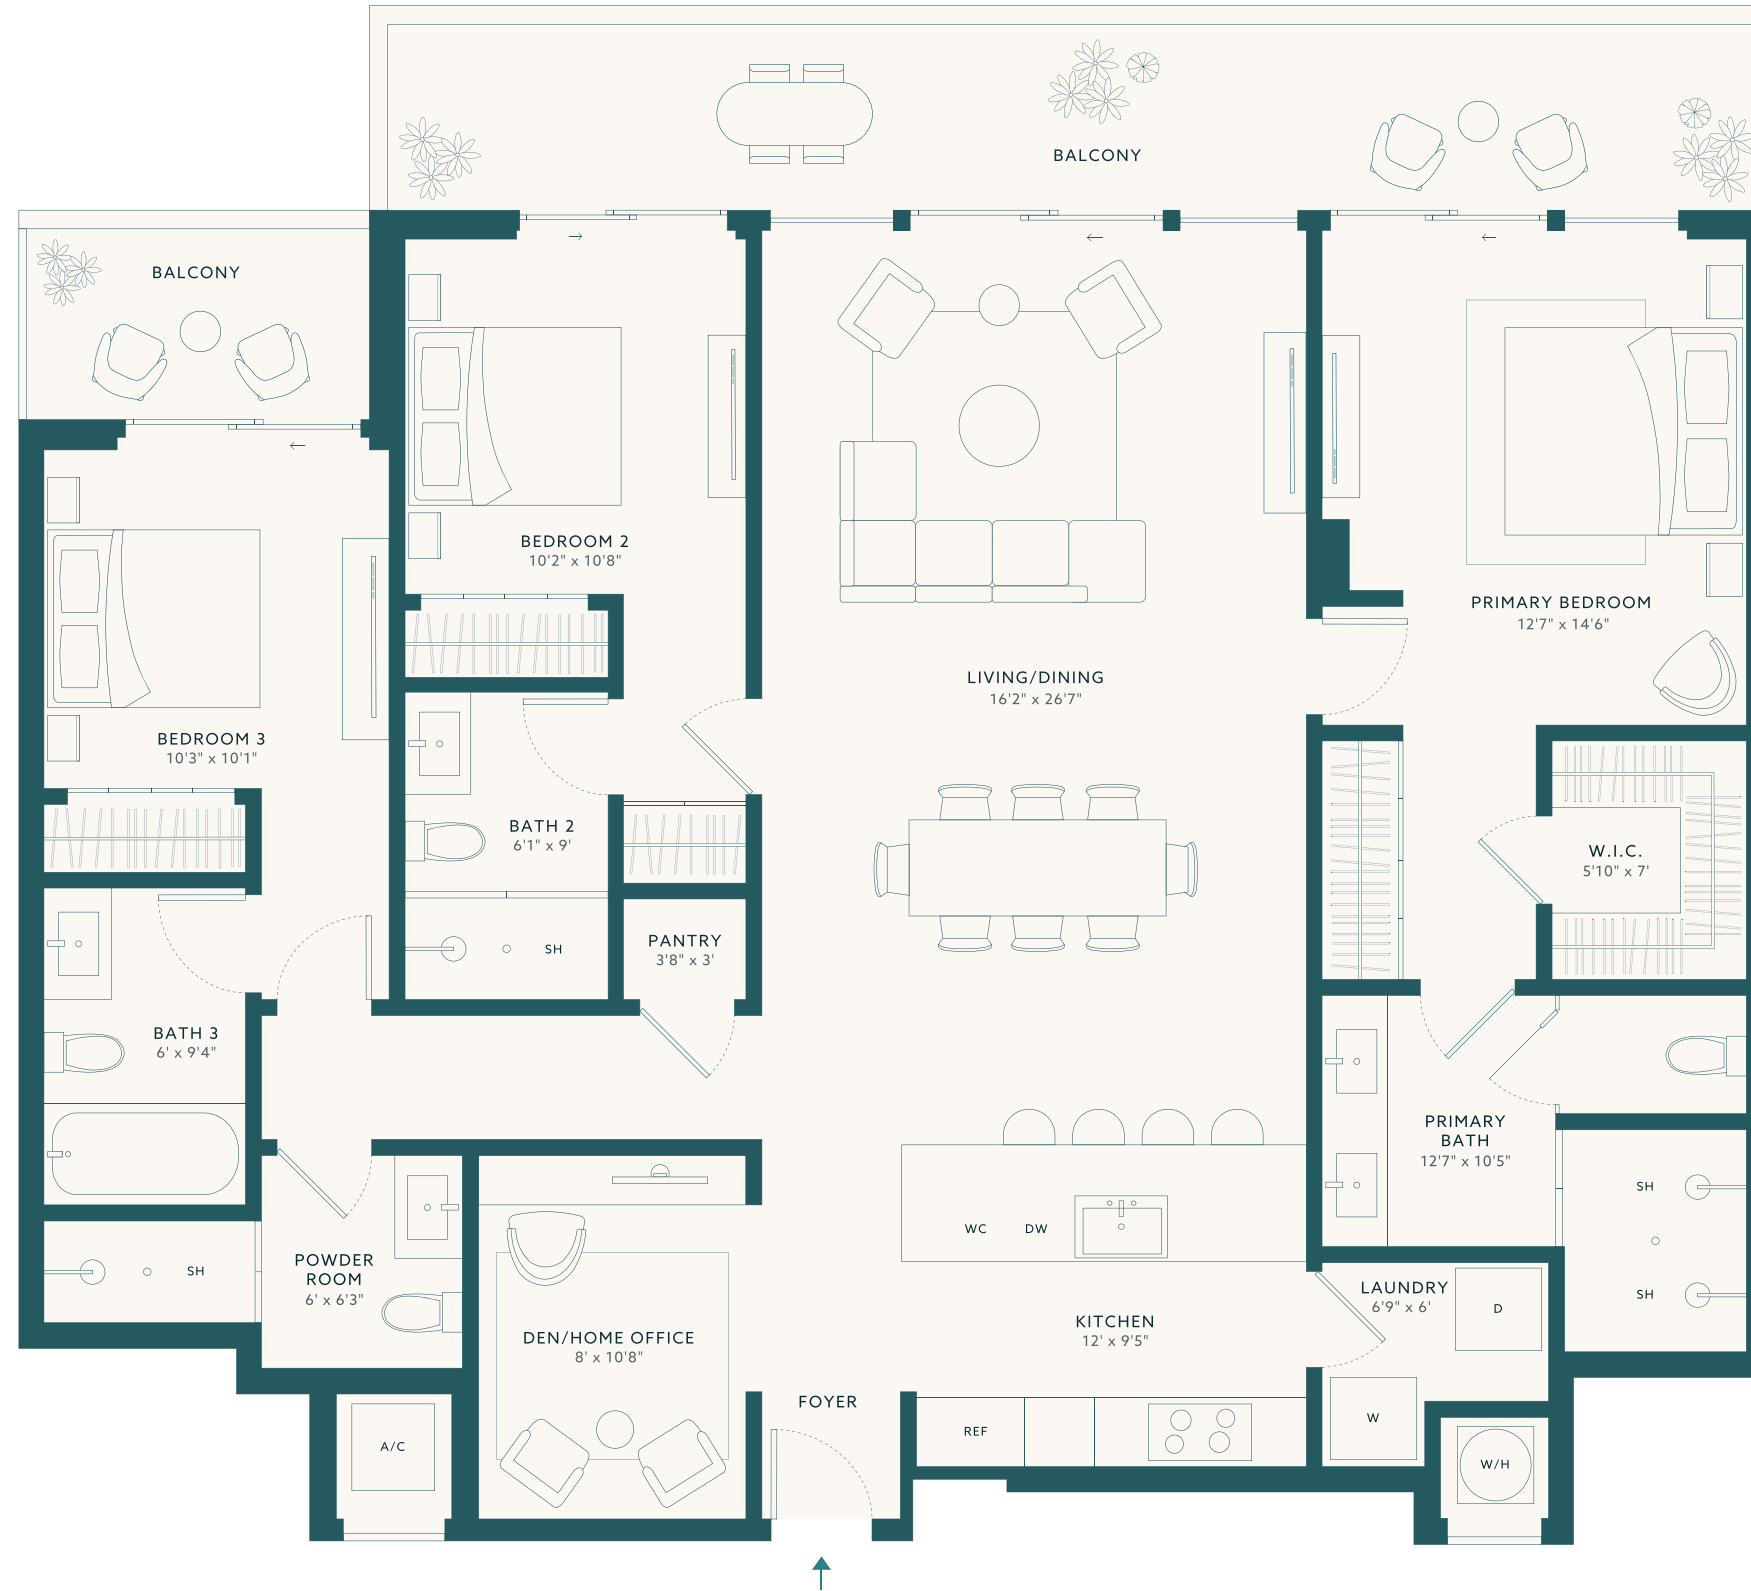 BALCONY
BALCONY
BEDROOM 2
10'2" x 10'8"
PRIMARY BEDROOM
12'7" x 14'6"
LIVING/DINING
16'2" x 26'7"
BEDROOM 3
10'3" x 10'1"
BATH 2
6'1" x 9'
W.I.C.
5'10" x 7'
PANTRY
3'8" x 3'
SH
BATH 3
6' x 9'4"
PRIMARY
BATH
12'7" x 10'5"
SH
WC
DW
SH
POWDER
ROOM
6' x 6'3"
SH
LAUNDRY
6'9" x 6'
D
KITCHEN
12' x 9'5"
DEN/HOME OFFICE
8' x 10'8"
FOYER
W
REF
A/C
W/H